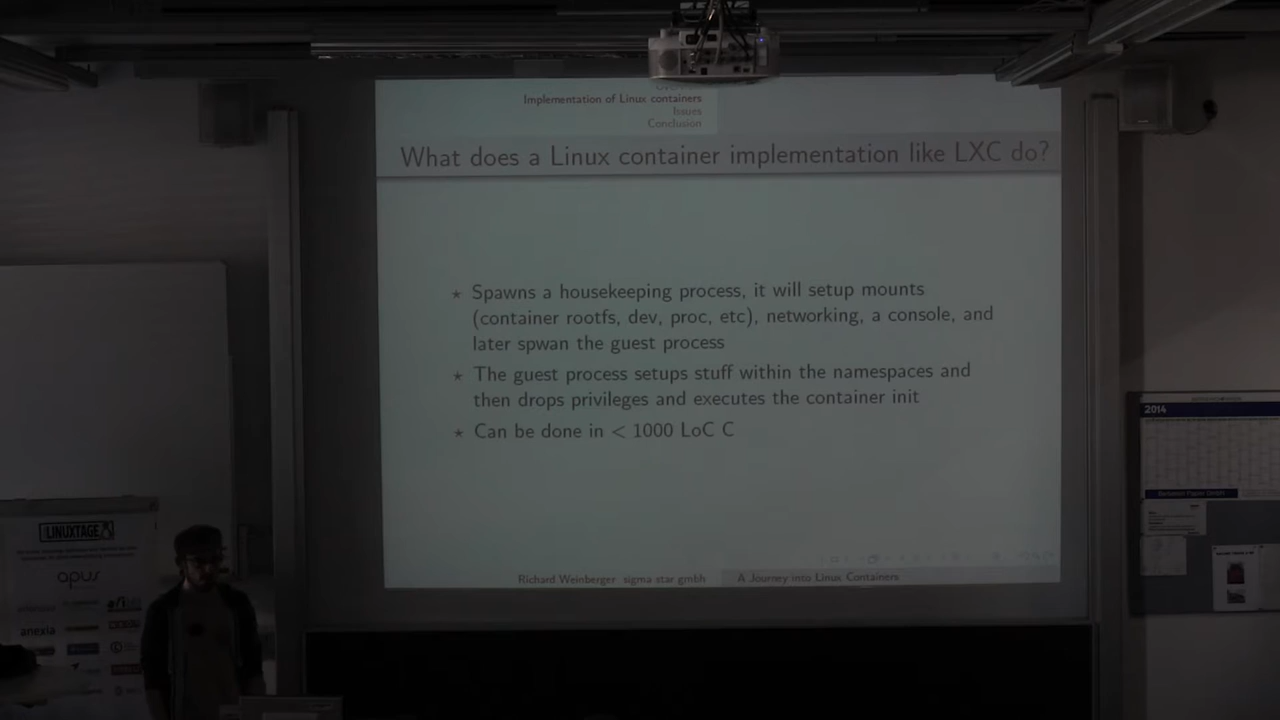 Implementation of Linux containers
Issues
Conclusion
What does a Linux container implementation like LXC do?
⋆ Spawns a housekeeping process, it will setup mounts
(container rootfs, dev, proc, etc), networking, a console, and
later spwan the guest process
⋆ The guest process setups stuff within the namespaces and
then drops privileges and executes the container init
⋆ Can be done in < 1000 LoC C
Richard Weinberger sigma star gmbh
A Journey into Linux Containers
LINUXTAGE
opus
anexia
2014